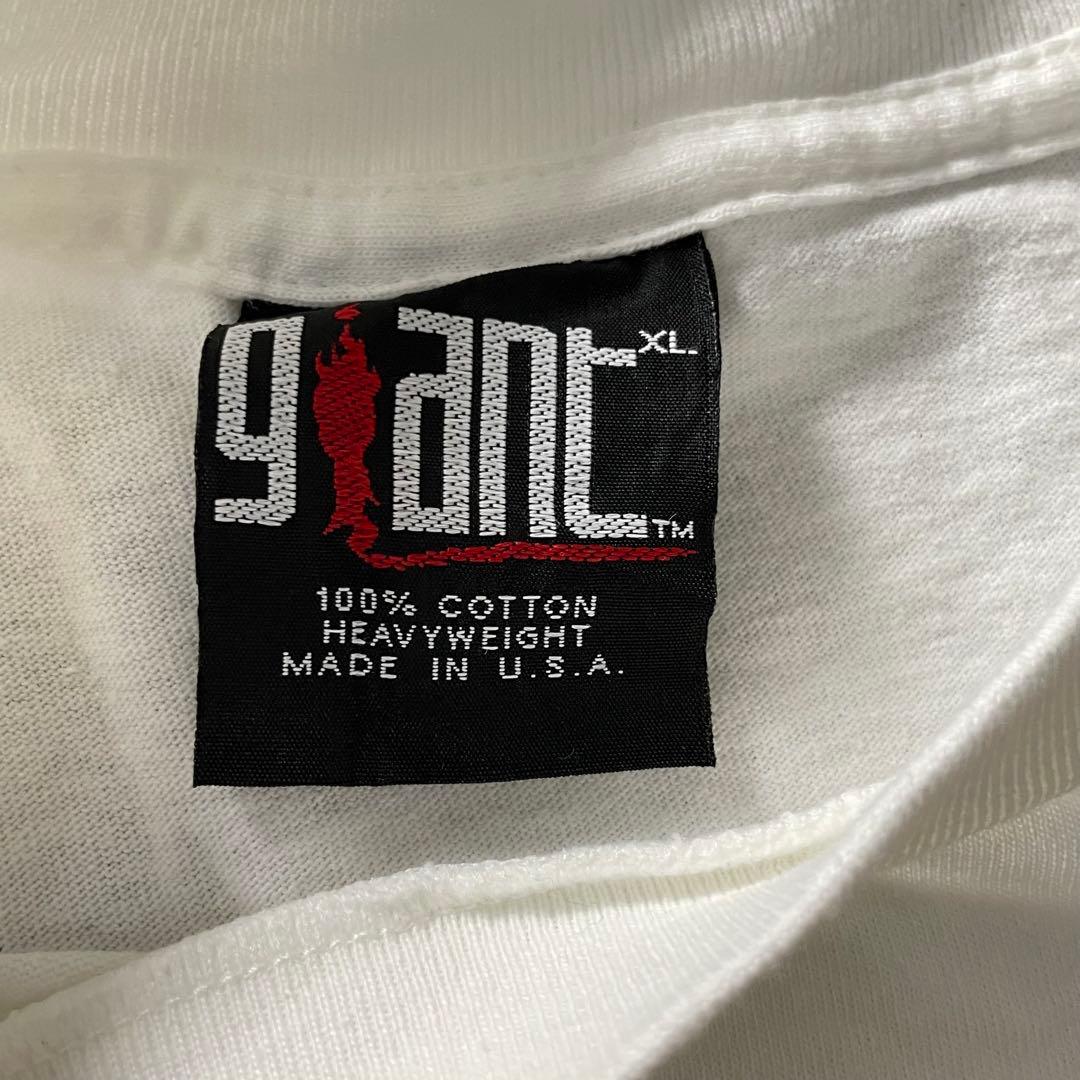 giant XL.
TM
100% COTTON
HEAVYWEIGHT
MADE IN U.S.A.